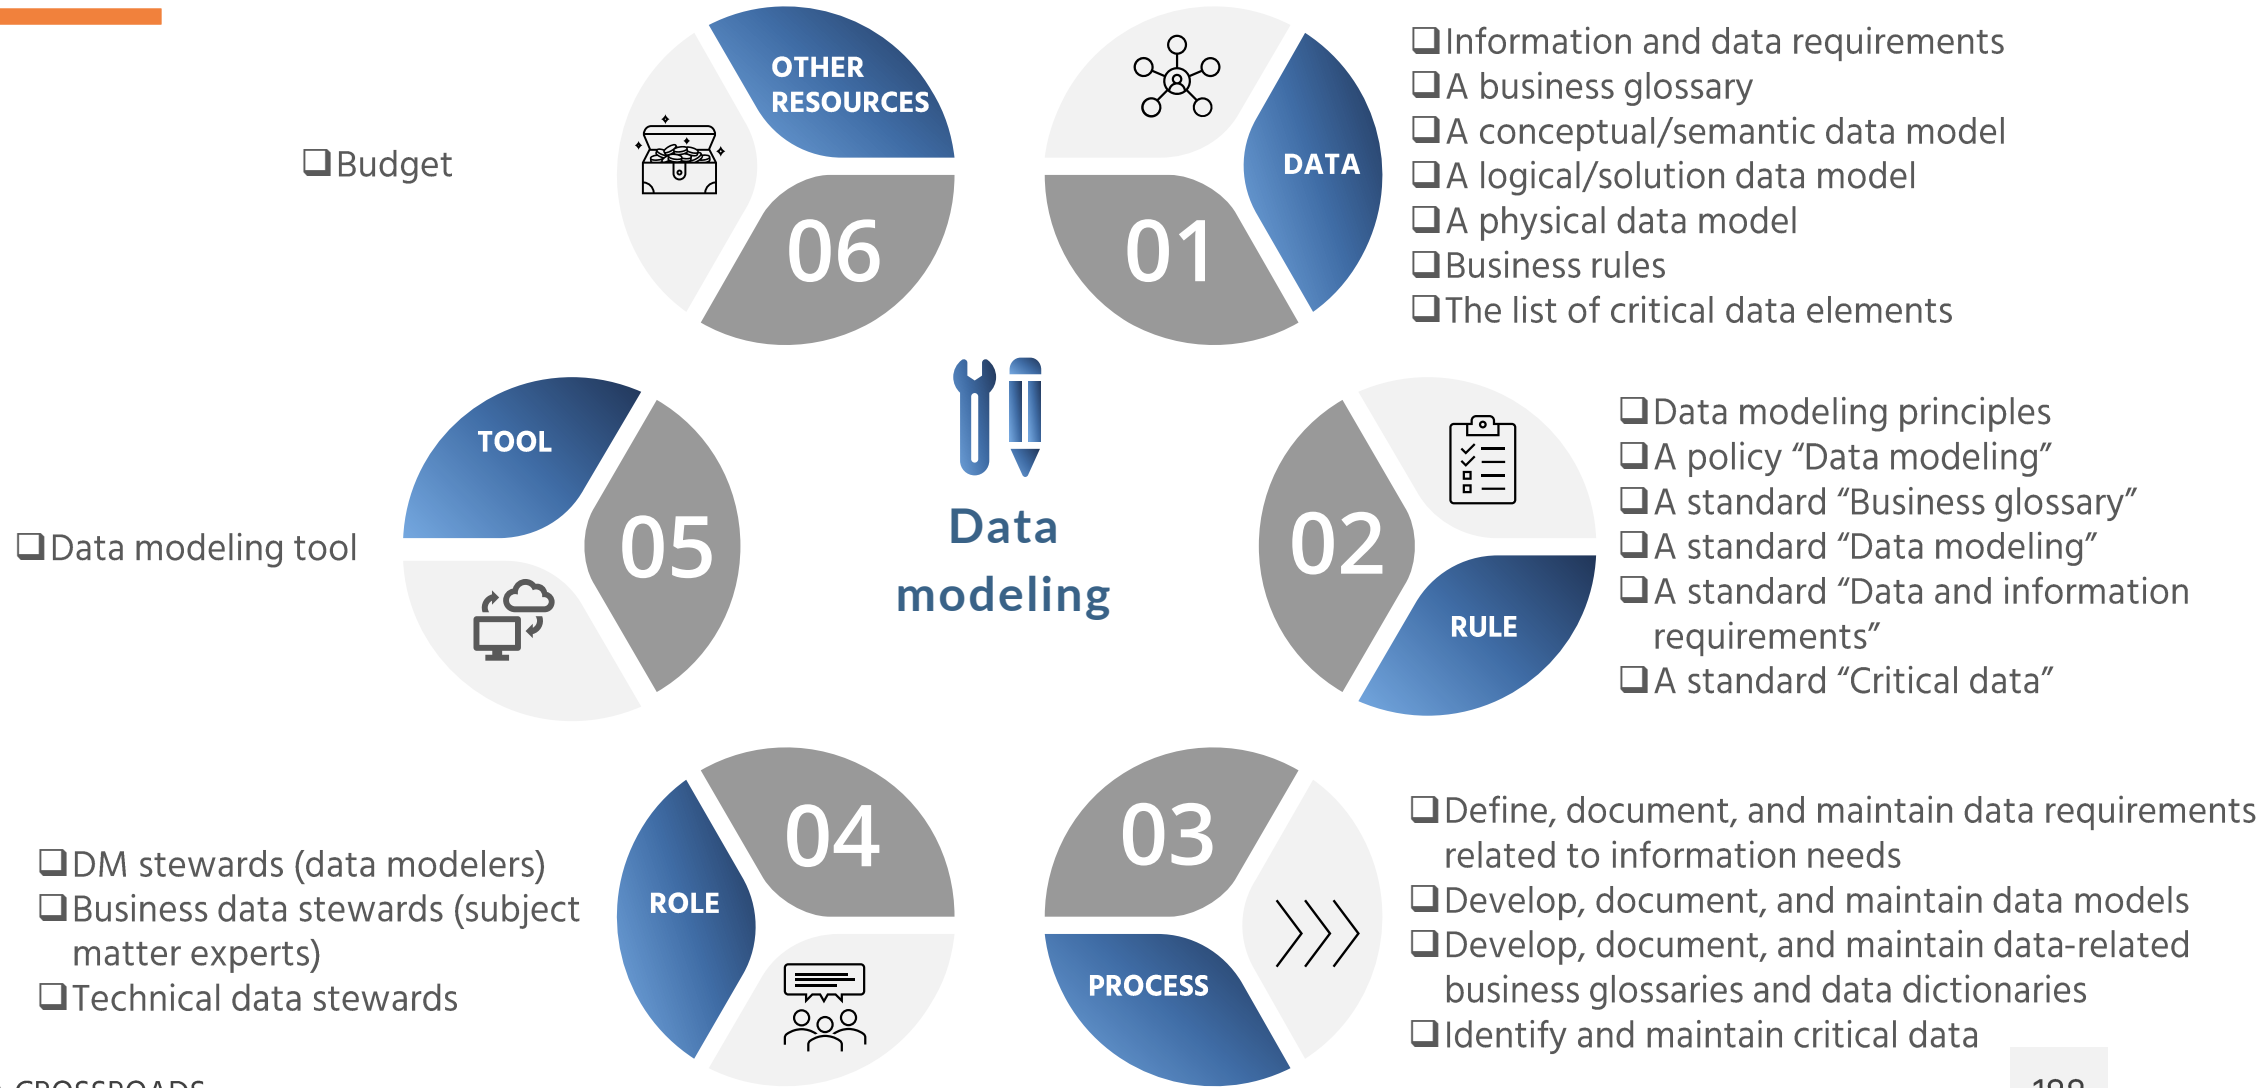 OTHER
RESOURCES
06
❑Budget
01
DATA
❑Information and data requirements
❑A business glossary
❑A conceptual/semantic data model
❑A logical/solution data model
❑A physical data model
❑Business rules
❑The list of critical data elements
TOOL
05
❑Data modeling tool
Data
modeling
02
RULE
❑Data modeling principles
❑A policy “Data modeling”
❑A standard “Business glossary”
❑A standard “Data modeling”
❑A standard “Data and information
requirements”
❑A standard “Critical data”
04
ROLE
❑DM stewards (data modelers)
❑Business data stewards (subject
matter experts)
❑Technical data stewards
03
PROCESS
❑Define, document, and maintain data requirements
related to information needs
❑Develop, document, and maintain data models
❑Develop, document, and maintain data-related
business glossaries and data dictionaries
❑Identify and maintain critical data
CROSSROADS